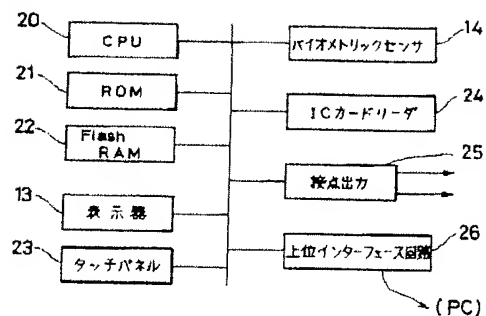 20
CPU
21
ROM
22
Flash
RAM
13
表示器
23
タッチパネル
バイオメトリックセンサ
14
ICカードリーダ
24
接点出力
25
上位インターフェース回路
26
(PC)